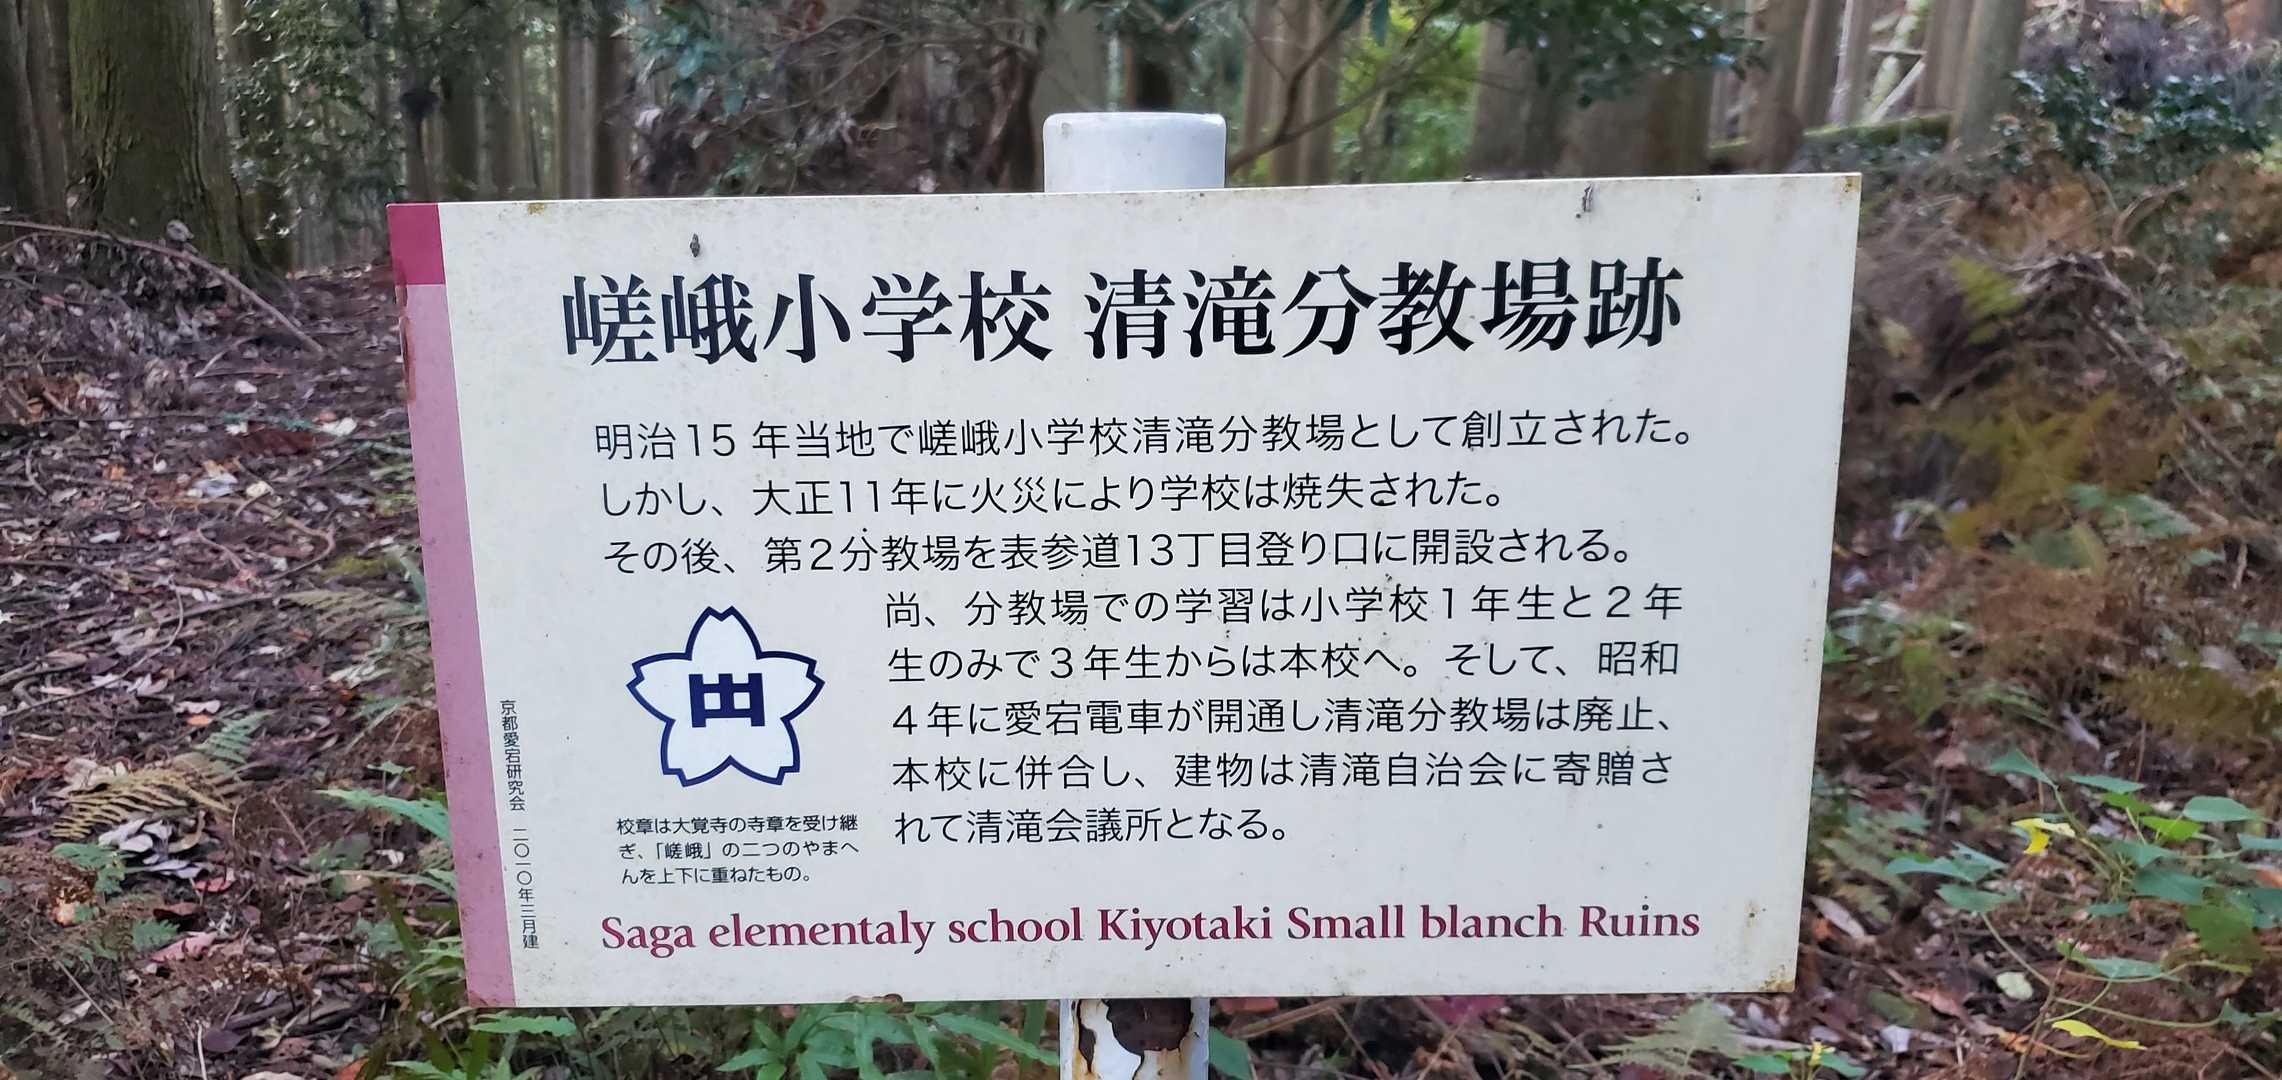 嵯峨小学校 清滝分教場跡
明治15年当地で嵯峨小学校清滝分教場として創立された。
しかし、大正11年に火災により学校は焼失された。
その後、第2分教場を表参道13丁目登り口に開設される。
尚、分教場での学習は小学校1年生と2年
生のみで3年生からは本校へ。そして、昭和
4年に愛宕電車が開通し清滝分教場は廃止、
本校に併合し、建物は清滝自治会に寄贈さ
れて清滝会議所となる。
校章は大覚寺の寺章を受け継
ぎ、「嵯峨」の二つのやまへ
んを上下に重ねたもの。
Saga elementaly school Kiyotaki Small blanch Ruins
京都愛宕研究会 二〇一〇年三月建